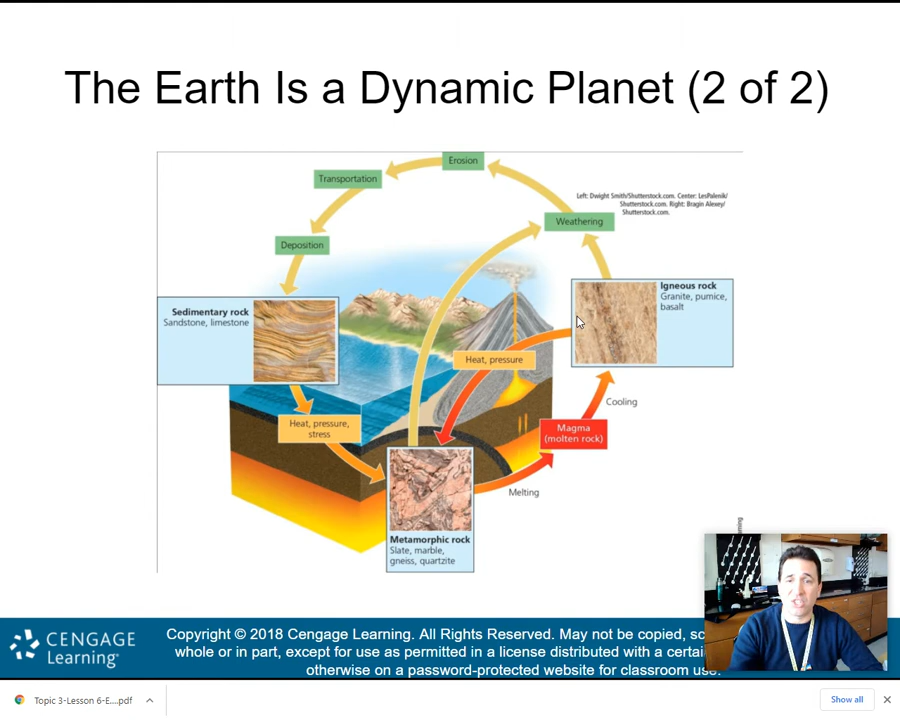 The Earth Is a Dynamic Planet (2 of 2)
Erosion
Transportation
Left: Dwight Smith/Shutterstock.com. Center: LesPalenik/
Shutterstock.com. Right: Bragin Alexey/
Shutterstock.com.
Weathering
Deposition
Igneous rock
Granite, pumice,
basalt
Sedimentary rock
Sandstone, limestone
Heat, pressure
Cooling
Heat, pressure,
stress
Magma
(molten rock)
Melting
Metamorphic rock
Slate, marble,
gneiss, quartzite
CENGAGE
Learning
Copyright © 2018 Cengage Learning. All Rights Reserved. May not be copied, sc
whole or in part, except for use as permitted in a license distributed with a certai
otherwise on a password-protected website for classroom use.
Topic 3-Lesson 6-E....pdf
Show all